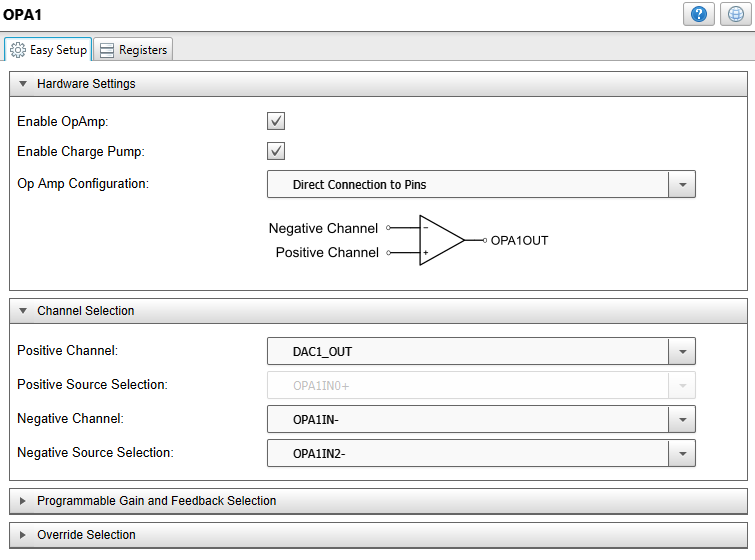 OPA1
Easy Setup Registers
Hardware Settings
Enable OpAmp:
Enable Charge Pump:
Op Amp Configuration: Direct Connection to Pins
Negative Channel
Positive Channel
OPA1OUT
Channel Selection
Positive Channel: DAC1_OUT
Positive Source Selection: OPA1IN0+
Negative Channel: OPA1IN-
Negative Source Selection: OPA1IN2-
Programmable Gain and Feedback Selection
Override Selection